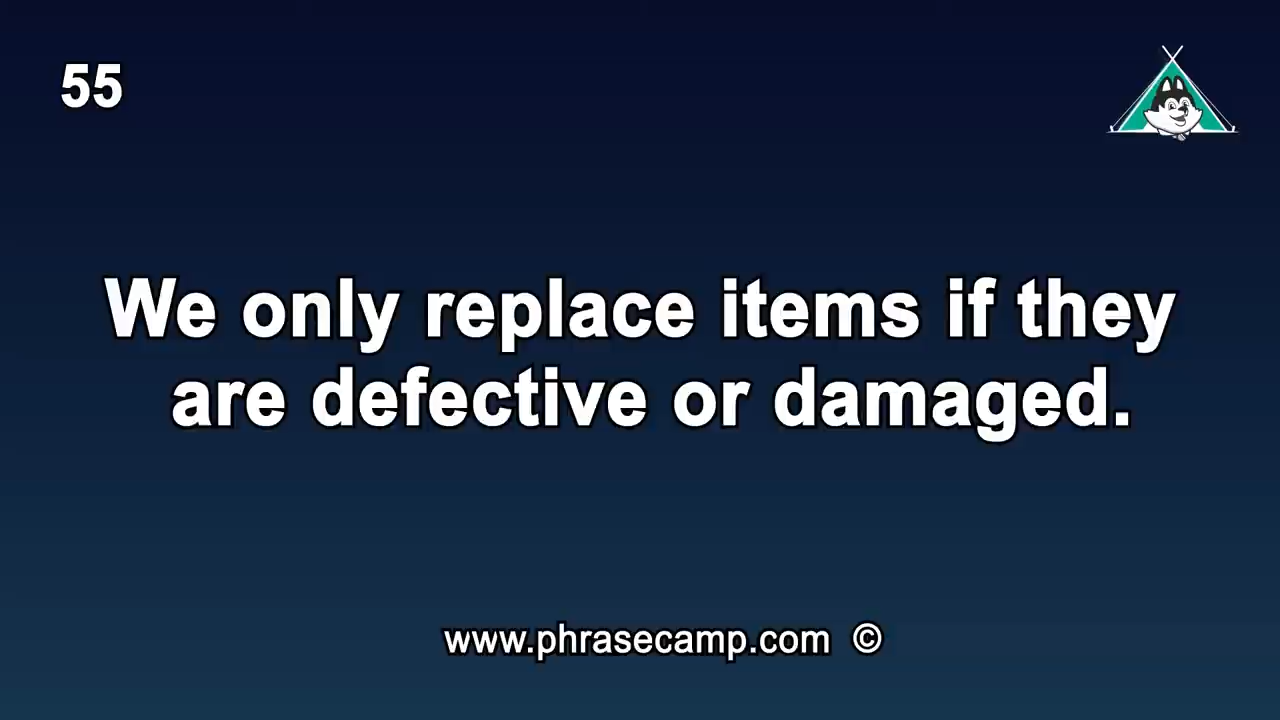 55
We only replace items if they
are defective or damaged.
www.phrasecamp.com ©